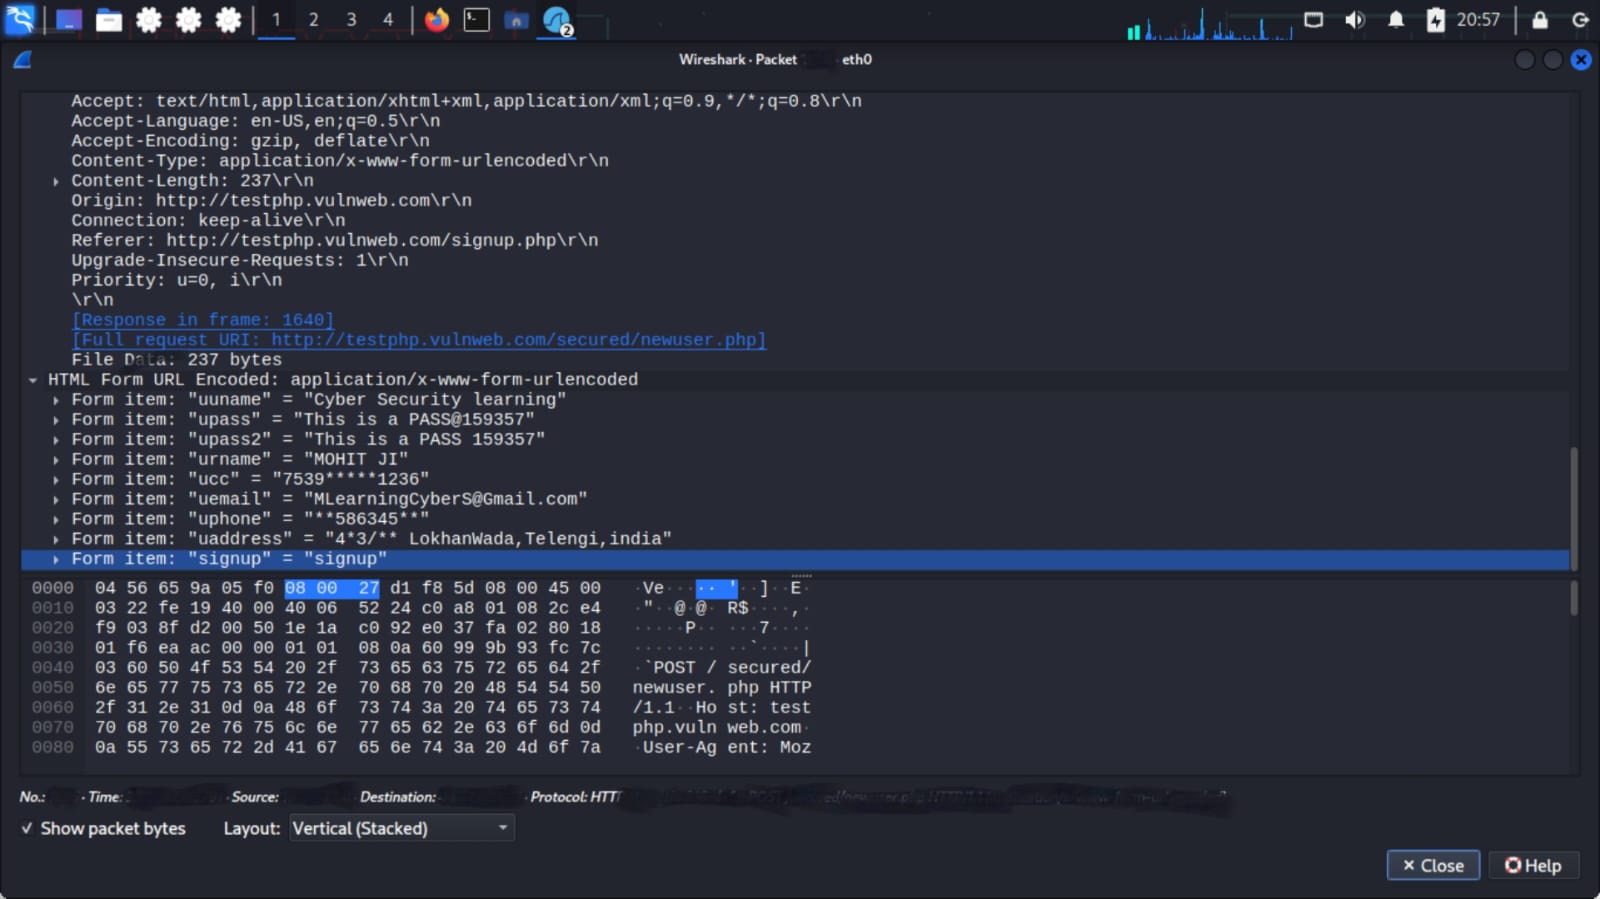 1 2 3 4 2 20:57
Wireshark · Packet · eth0
Accept: text/html,application/xhtml+xml,application/xml;q=0.9,*/*;q=0.8\r\n
Accept-Language: en-US,en;q=0.5\r\n
Accept-Encoding: gzip, deflate\r\n
Content-Type: application/x-www-form-urlencoded\r\n
Content-Length: 237\r\n
Origin: http://testphp.vulnweb.com\r\n
Connection: keep-alive\r\n
Referer: http://testphp.vulnweb.com/signup.php\r\n
Upgrade-Insecure-Requests: 1\r\n
Priority: u=0, i\r\n
\r\n
[Response in frame: 1640]
[Full request URI: http://testphp.vulnweb.com/secured/newuser.php]
File Data: 237 bytes
HTML Form URL Encoded: application/x-www-form-urlencoded
Form item: "uuname" = "Cyber Security learning"
Form item: "upass" = "This is a PASS@159357"
Form item: "upass2" = "This is a PASS 159357"
Form item: "urname" = "MOHIT JI"
Form item: "ucc" = "7539*****1236"
Form item: "uemail" = "MLearningCyberS@Gmail.com"
Form item: "uphone" = "**586345**"
Form item: "uaddress" = "4*3/** LokhanWada,Telengi,india"
Form item: "signup" = "signup"
0000 04 56 65 9a 05 f0 08 00 27 d1 f8 5d 08 00 45 00 ·Ve····· '··]··E·
0010 03 22 fe 19 40 00 40 06 52 24 c0 a8 01 08 2c e4 ·"··@·@· R$····,·
0020 f9 03 8f d2 00 50 1e 1a c0 92 e0 37 fa 02 80 18 ·····P·· ···7····
0030 01 f6 ea ac 00 00 01 01 08 0a 60 99 9b 93 fc 7c ········ ··`····|
0040 03 60 50 4f 53 54 20 2f 73 65 63 75 72 65 64 2f ·`POST / secured/
0050 6e 65 77 75 73 65 72 2e 70 68 70 20 48 54 54 50 newuser. php HTTP
0060 2f 31 2e 31 0d 0a 48 6f 73 74 3a 20 74 65 73 74 /1.1··Ho st: test
0070 70 68 70 2e 76 75 6c 6e 77 65 62 2e 63 6f 6d 0d php.vuln web.com·
0080 0a 55 73 65 72 2d 41 67 65 6e 74 3a 20 4d 6f 7a ·User-Ag ent: Moz
No.: · Time: · Source: · Destination: · Protocol: HTT
Show packet bytes Layout: Vertical (Stacked)
Close Help